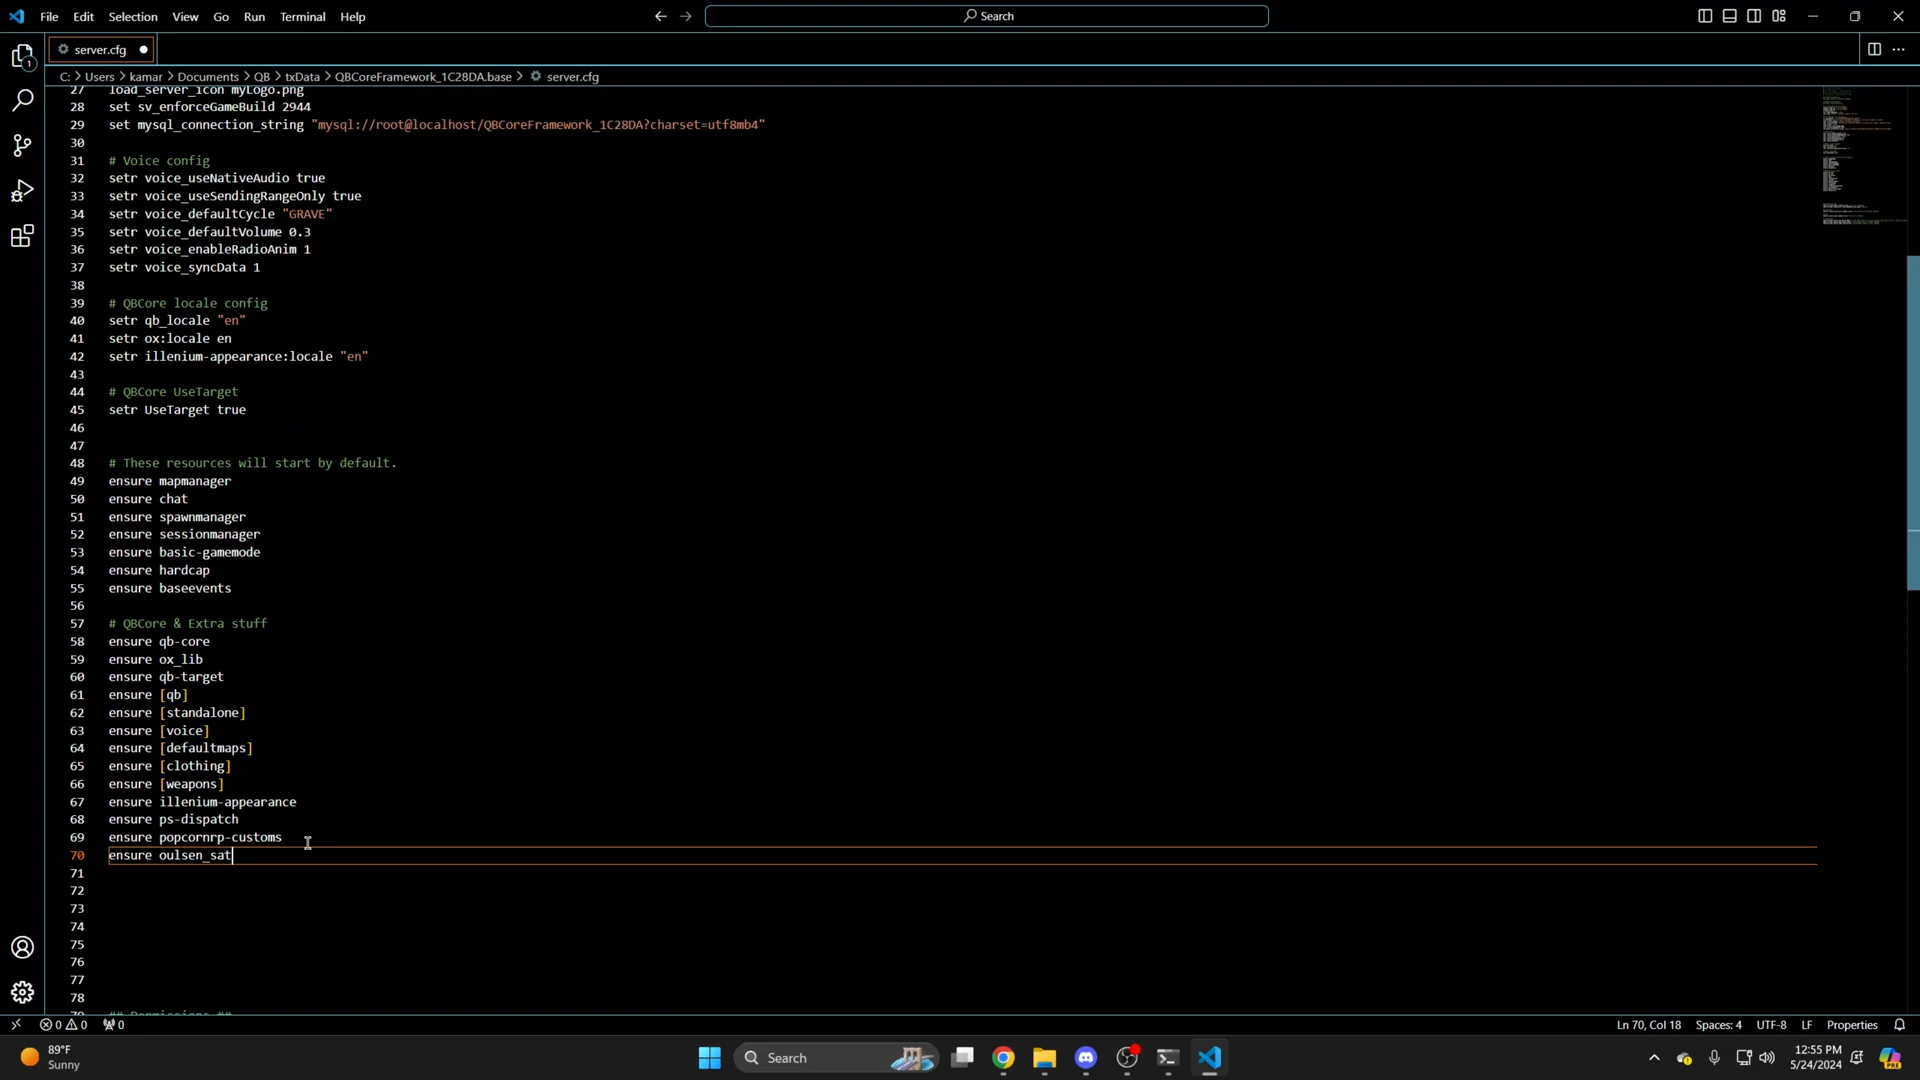 File Edit Selection View Go Run Terminal Help
Search
server.cfg
C: > Users > kamar > Documents > QB > txData > QBCoreFramework_1C28DA.base > server.cfg
27 load_server_icon myLogo.png
28 set sv_enforceGameBuild 2944
29 set mysql_connection_string "mysql://root@localhost/QBCoreFramework_1C28DA?charset=utf8mb4"
30
31 # Voice config
32 setr voice_useNativeAudio true
33 setr voice_useSendingRangeOnly true
34 setr voice_defaultCycle "GRAVE"
35 setr voice_defaultVolume 0.3
36 setr voice_enableRadioAnim 1
37 setr voice_syncData 1
38
39 # QBCore locale config
40 setr qb_locale "en"
41 setr ox:locale en
42 setr illenium-appearance:locale "en"
43
44 # QBCore UseTarget
45 setr UseTarget true
46
47
48 # These resources will start by default.
49 ensure mapmanager
50 ensure chat
51 ensure spawnmanager
52 ensure sessionmanager
53 ensure basic-gamemode
54 ensure hardcap
55 ensure baseevents
56
57 # QBCore & Extra stuff
58 ensure qb-core
59 ensure ox_lib
60 ensure qb-target
61 ensure [qb]
62 ensure [standalone]
63 ensure [voice]
64 ensure [defaultmaps]
65 ensure [clothing]
66 ensure [weapons]
67 ensure illenium-appearance
68 ensure ps-dispatch
69 ensure popcornrp-customs
70 ensure oulsen_sat
71
72
73
74
75
76
77
78
79 ## Permissions ##
0 0 0
Ln 70, Col 18 Spaces: 4 UTF-8 LF Properties
89°F
Sunny
Search
12:55 PM
5/24/2024